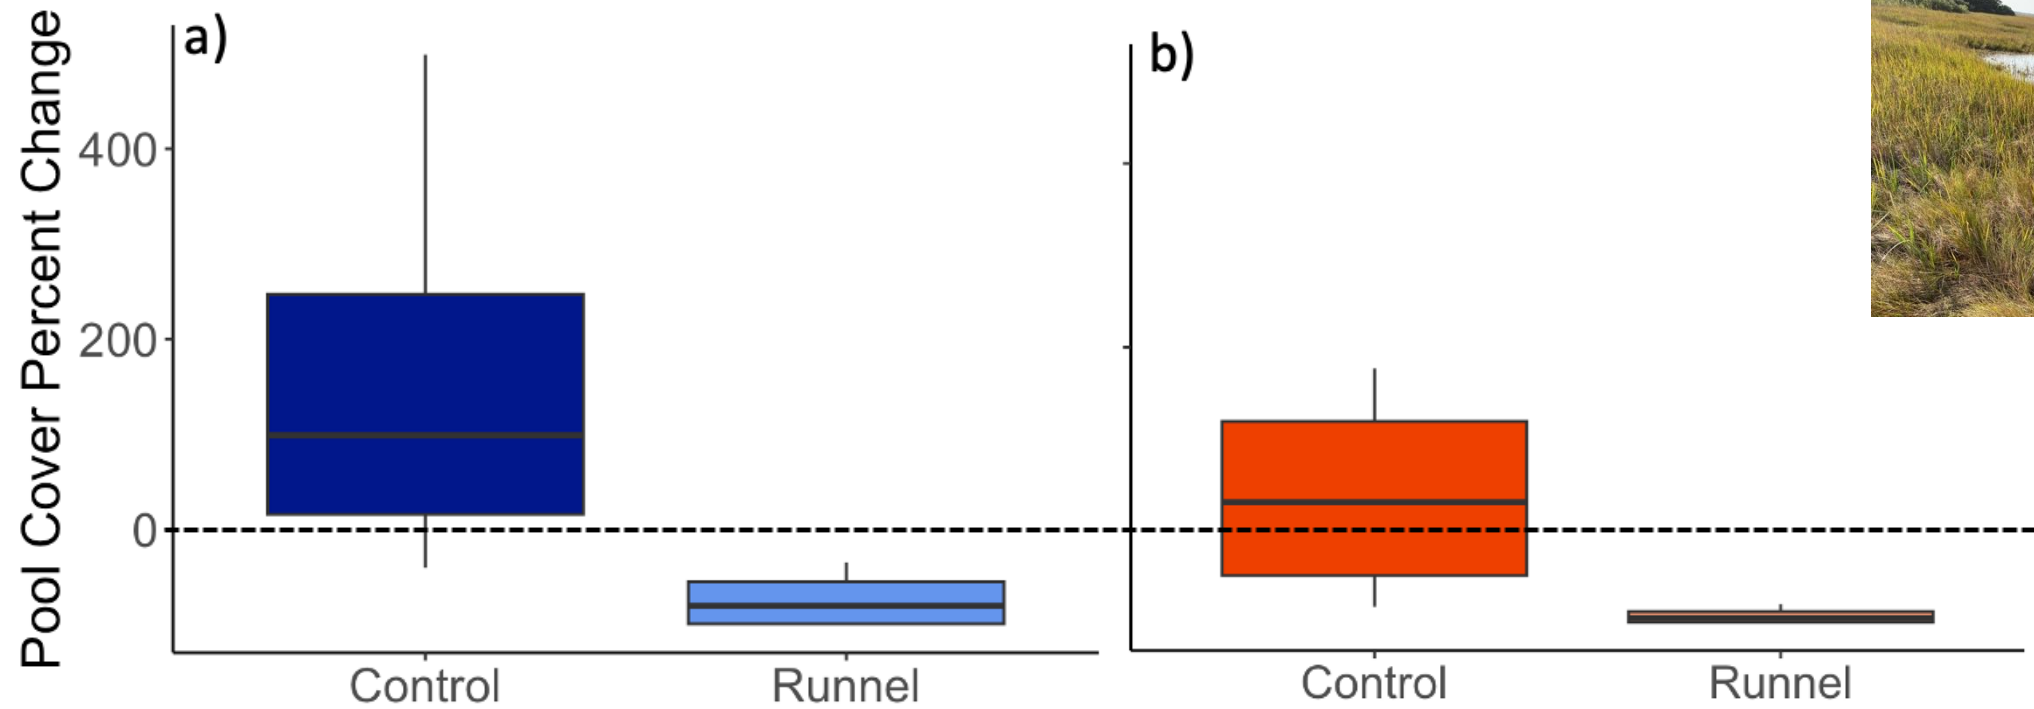 Pool Cover Percent Change
a)
400
200
0
Control
Runnel
b)
Control
Runnel